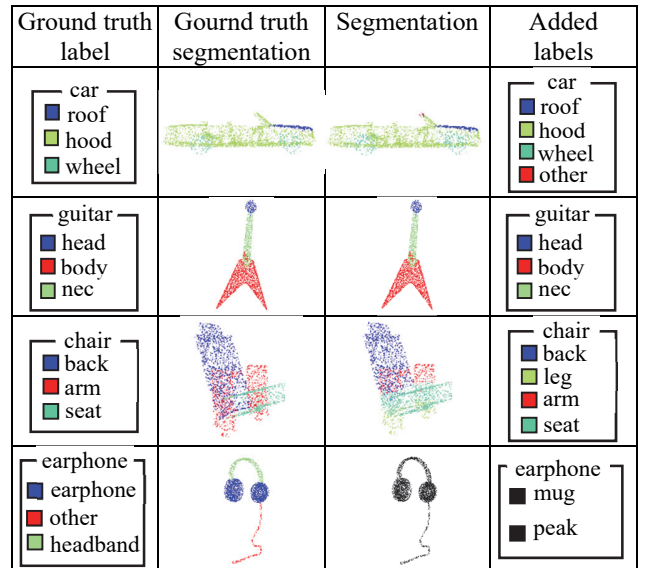 Ground truth label
Gournd truth segmentation
Segmentation
Added labels
car
roof
hood
wheel
car
roof
hood
wheel
other
guitar
head
body
nec
guitar
head
body
nec
chair
back
arm
seat
chair
back
leg
arm
seat
earphone
earphone
other
headband
earphone
mug
peak